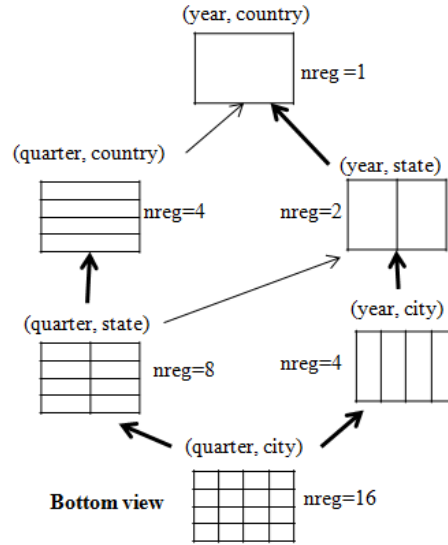 (year, country)
nreg =1
(quarter, country)
(year, state)
nreg=4
nreg=2
(quarter, state)
(year, city)
nreg=8
nreg=4
(quarter, city)
Bottom view
nreg=16